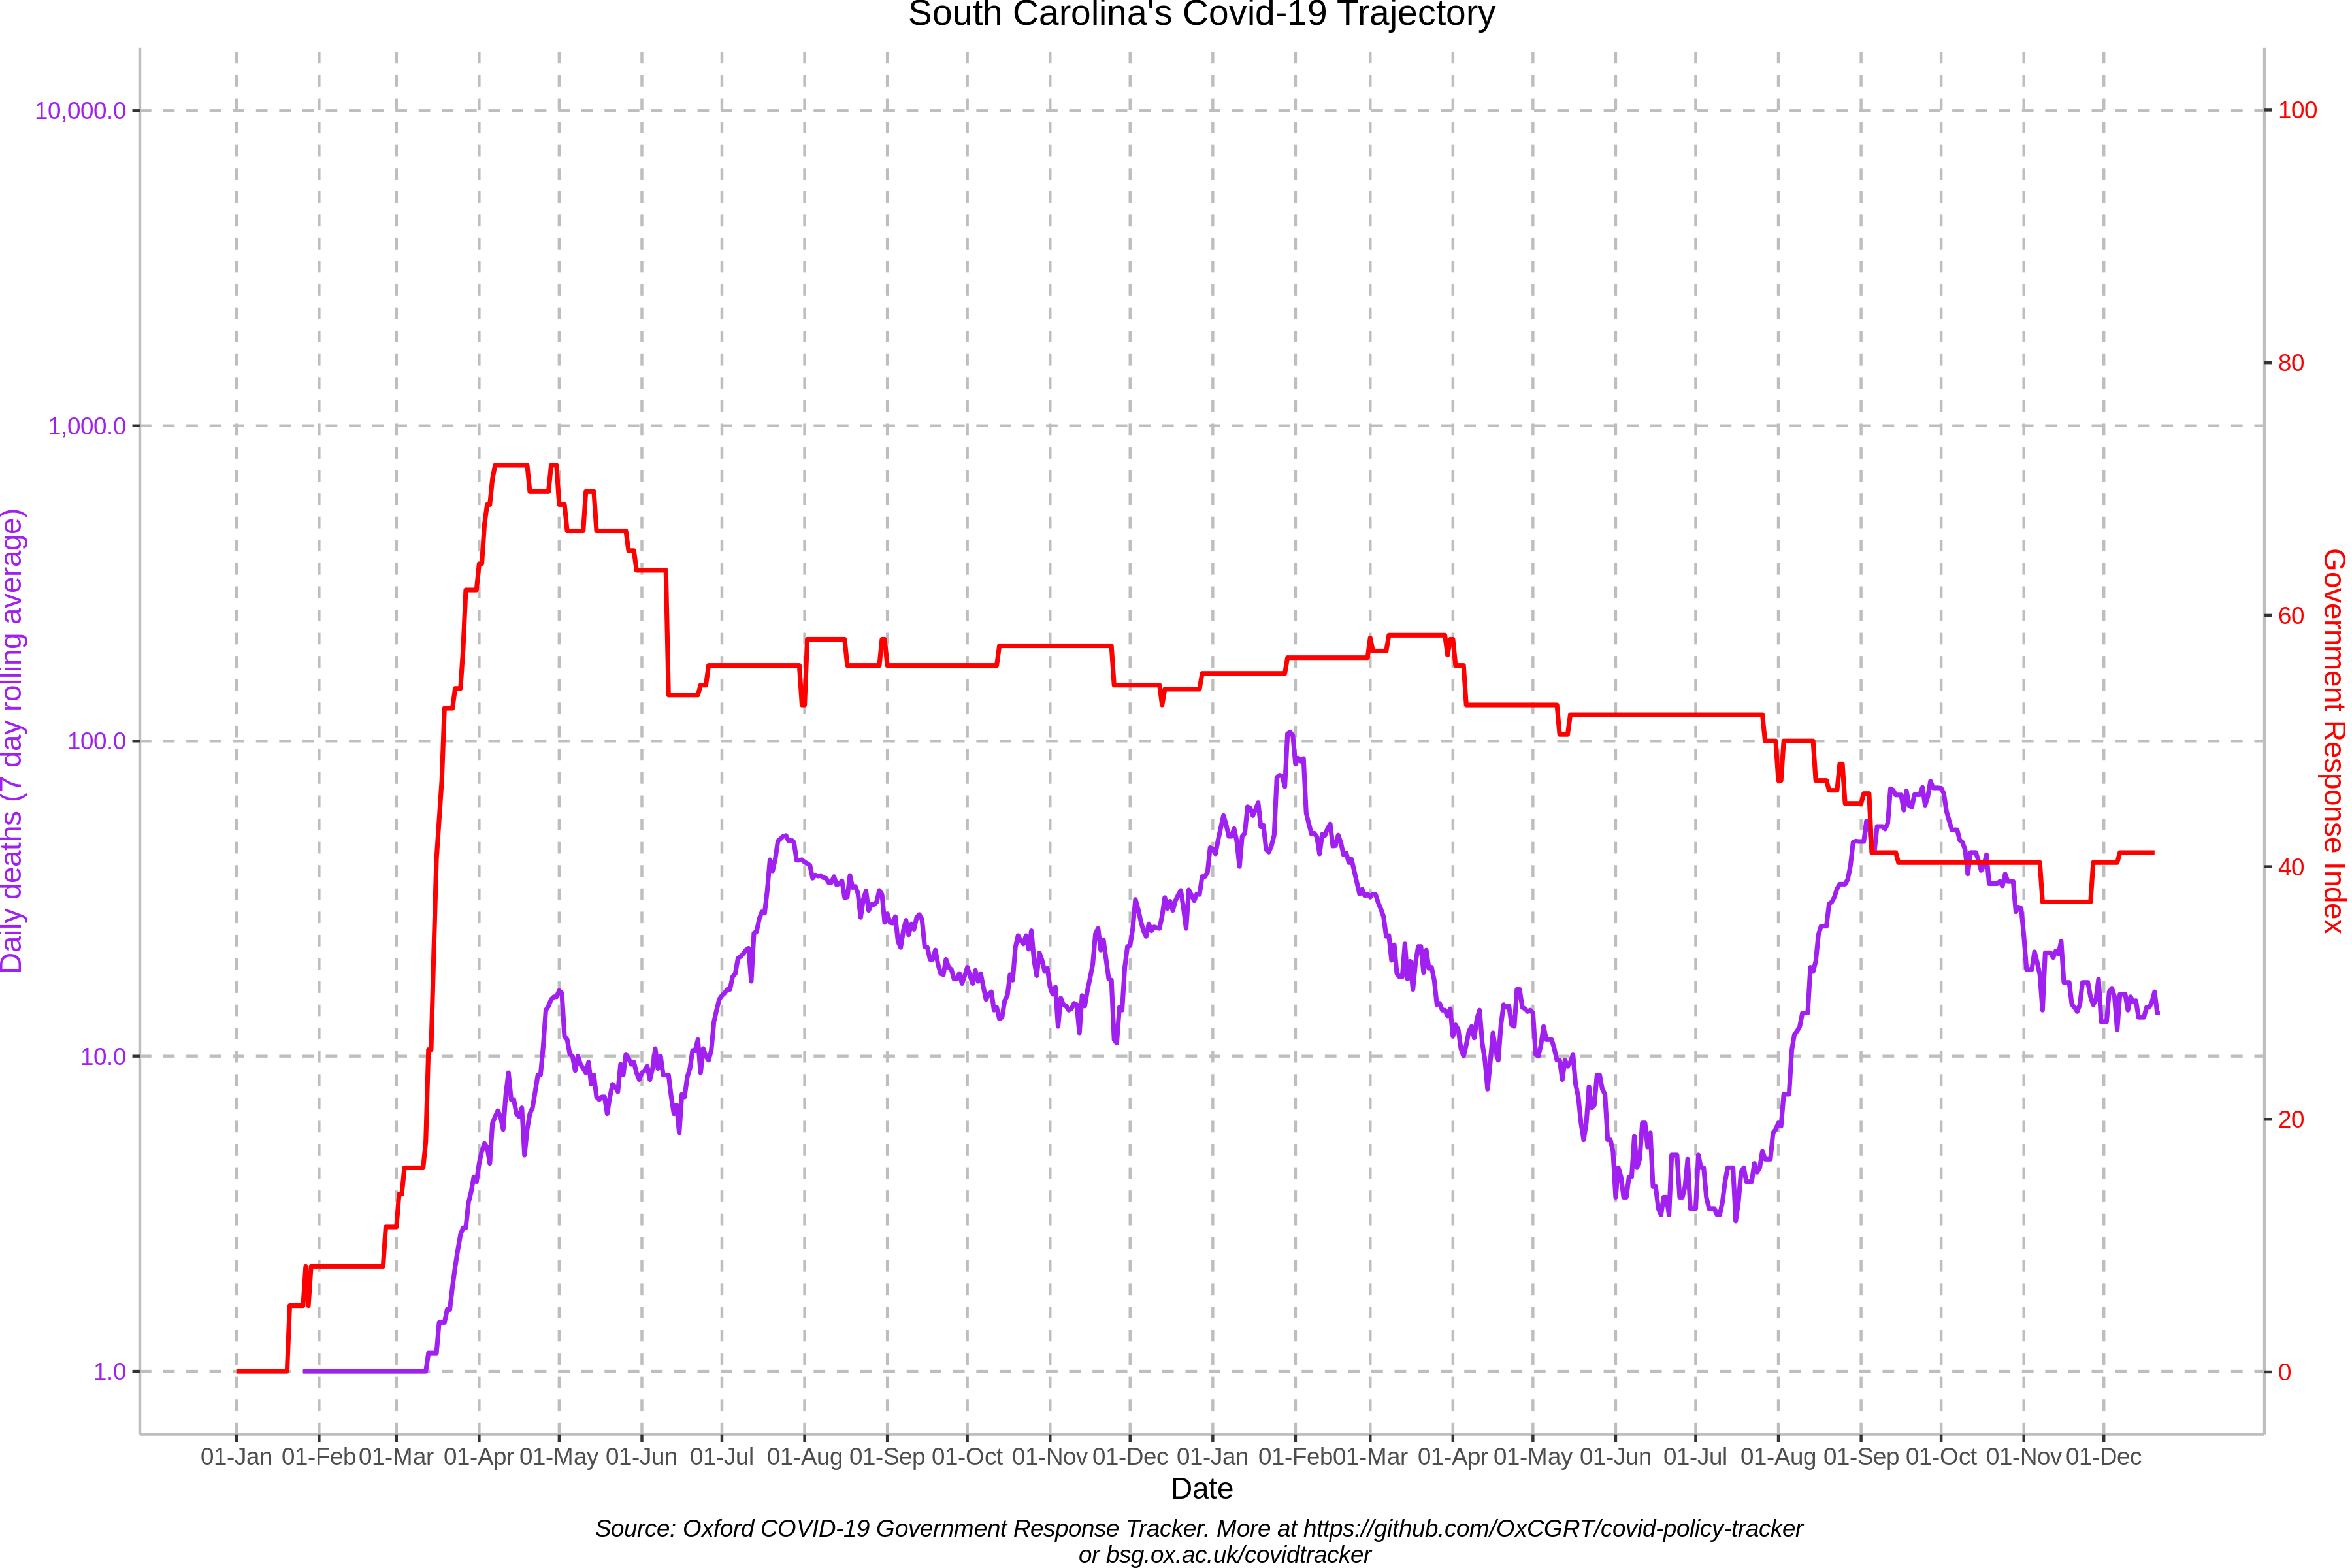 South Carolina's Covid-19 Trajectory
10,000.0
1,000.0
100.0
10.0
1.0
Daily deaths (7 day rolling average)
100
80
60
40
20
0
Government Response Index
01-Jan 01-Feb 01-Mar 01-Apr 01-May 01-Jun 01-Jul 01-Aug 01-Sep 01-Oct 01-Nov 01-Dec 01-Jan 01-Feb 01-Mar 01-Apr 01-May 01-Jun 01-Jul 01-Aug 01-Sep 01-Oct 01-Nov 01-Dec
Date
Source: Oxford COVID-19 Government Response Tracker. More at https://github.com/OxCGRT/covid-policy-tracker
or bsg.ox.ac.uk/covidtracker